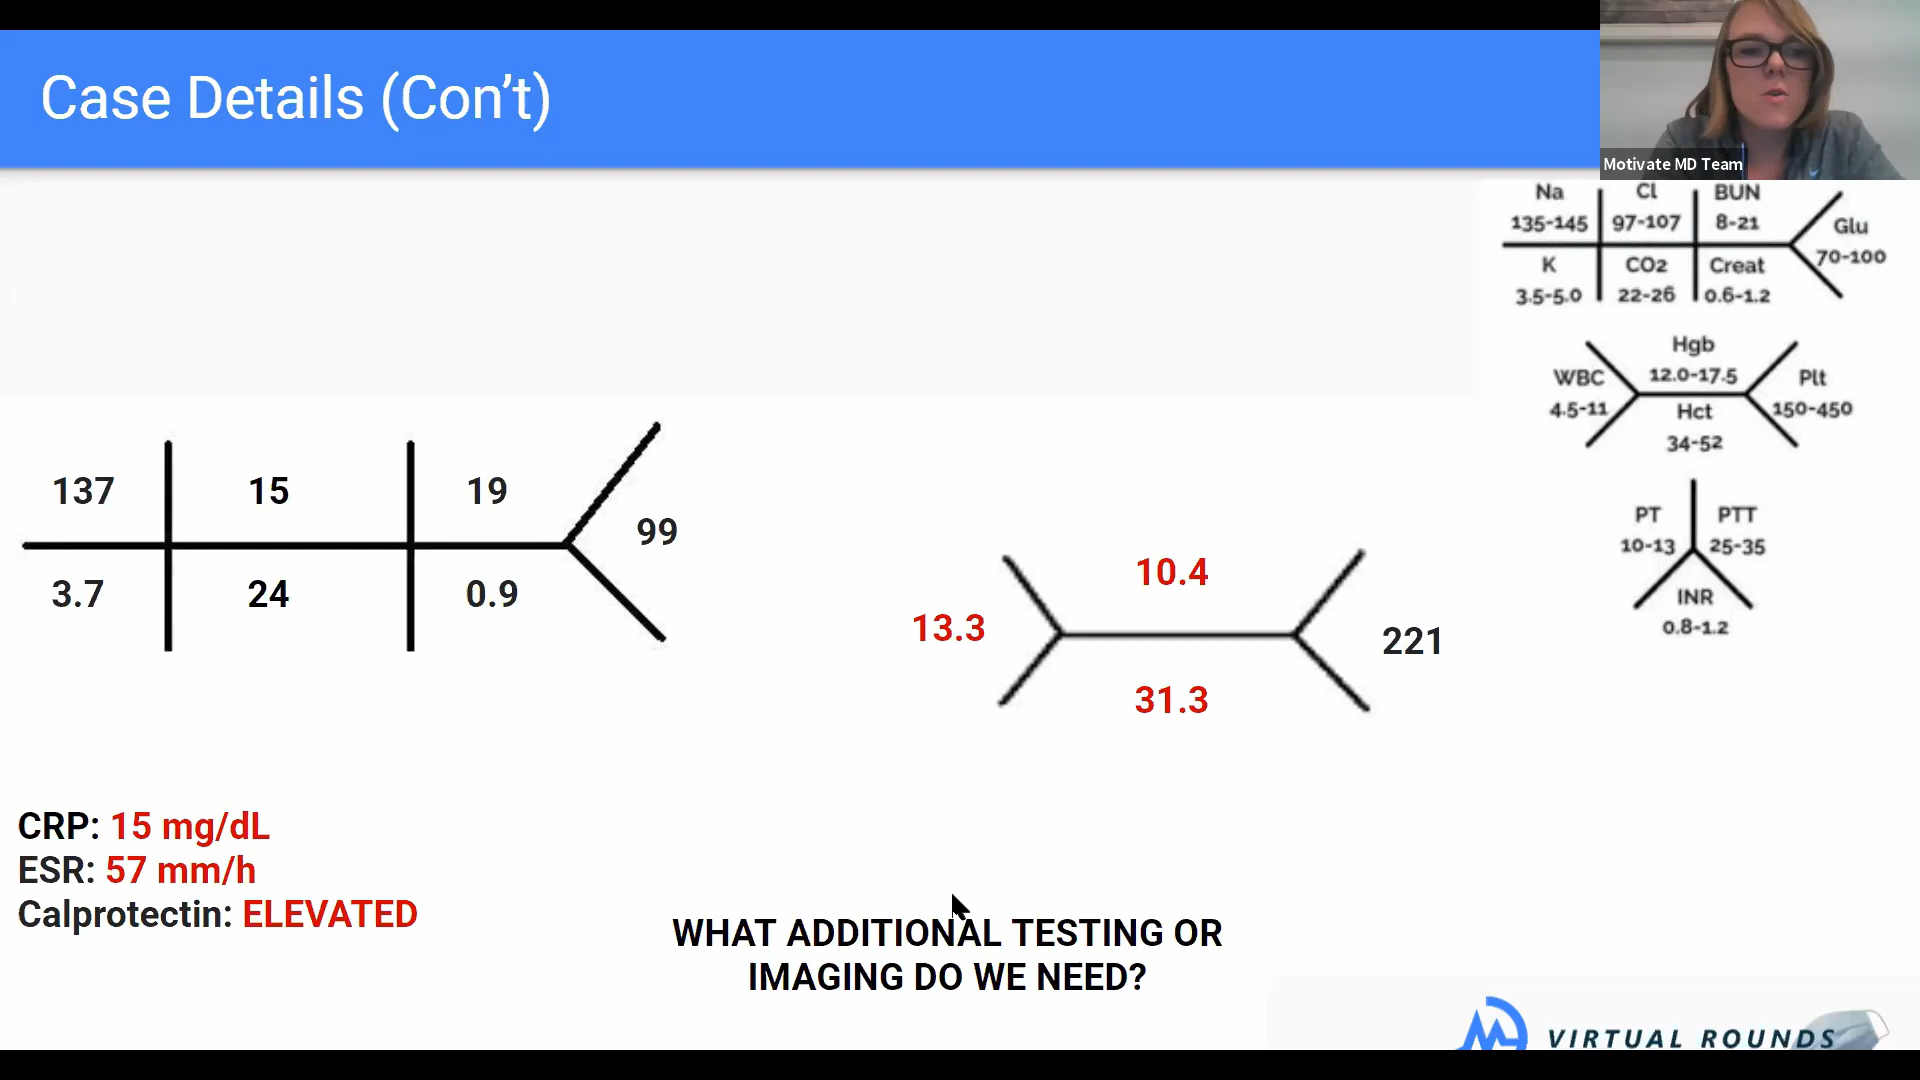 Case Details (Con’t)
Motivate MD Team
Na Cl BUN
135-145 97-107 8-21 Glu
K CO2 Creat 70-100
3.5-5.0 22-26 0.6-1.2
Hgb
WBC 12.0-17.5 Plt
4.5-11 Hct 150-450
34-52
PT PTT
10-13 25-35
INR
0.8-1.2
137 15 19
99
3.7 24 0.9
10.4
13.3 221
31.3
CRP: 15 mg/dL
ESR: 57 mm/h
Calprotectin: ELEVATED
WHAT ADDITIONAL TESTING OR
IMAGING DO WE NEED?
VIRTUAL ROUNDS